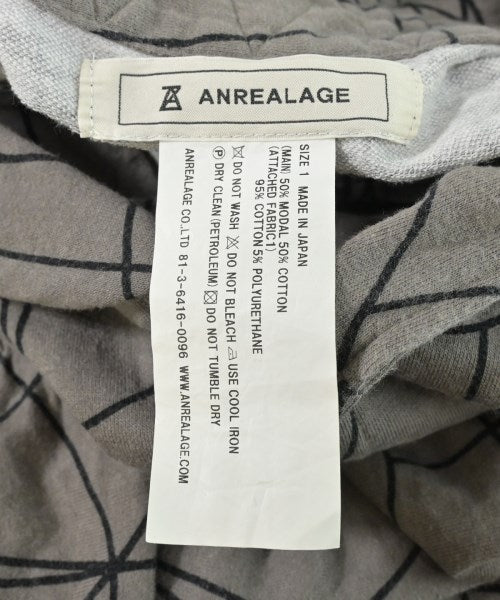 ANREALAGE
SIZE 1 MADE IN JAPAN
(MAIN) 50% MODAL 50% COTTON
(ATTACHED FABRIC1)
95% COTTON 5% POLYURETHANE
DO NOT WASH DO NOT BLEACH USE COOL IRON
Ⓟ DRY CLEAN (PETROLEUM) DO NOT TUMBLE DRY
ANREALAGE CO.,LTD 81-3-6416-0096 WWW.ANREALAGE.COM